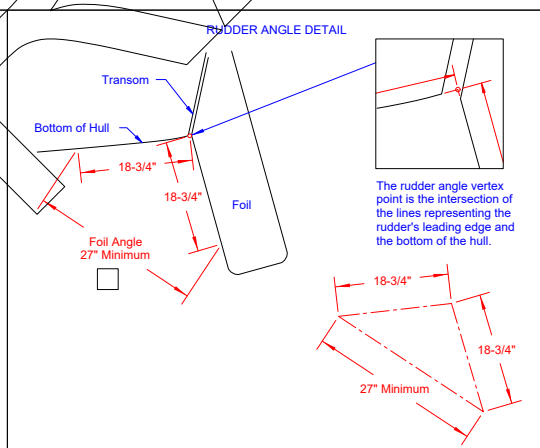 RUDDER ANGLE DETAIL
Transom
Bottom of Hull
18-3/4"
18-3/4"
Foil
Foil Angle
27" Minimum
The rudder angle vertex
point is the intersection of
the lines representing the
rudder's leading edge and
the bottom of the hull.
18-3/4"
18-3/4"
27" Minimum